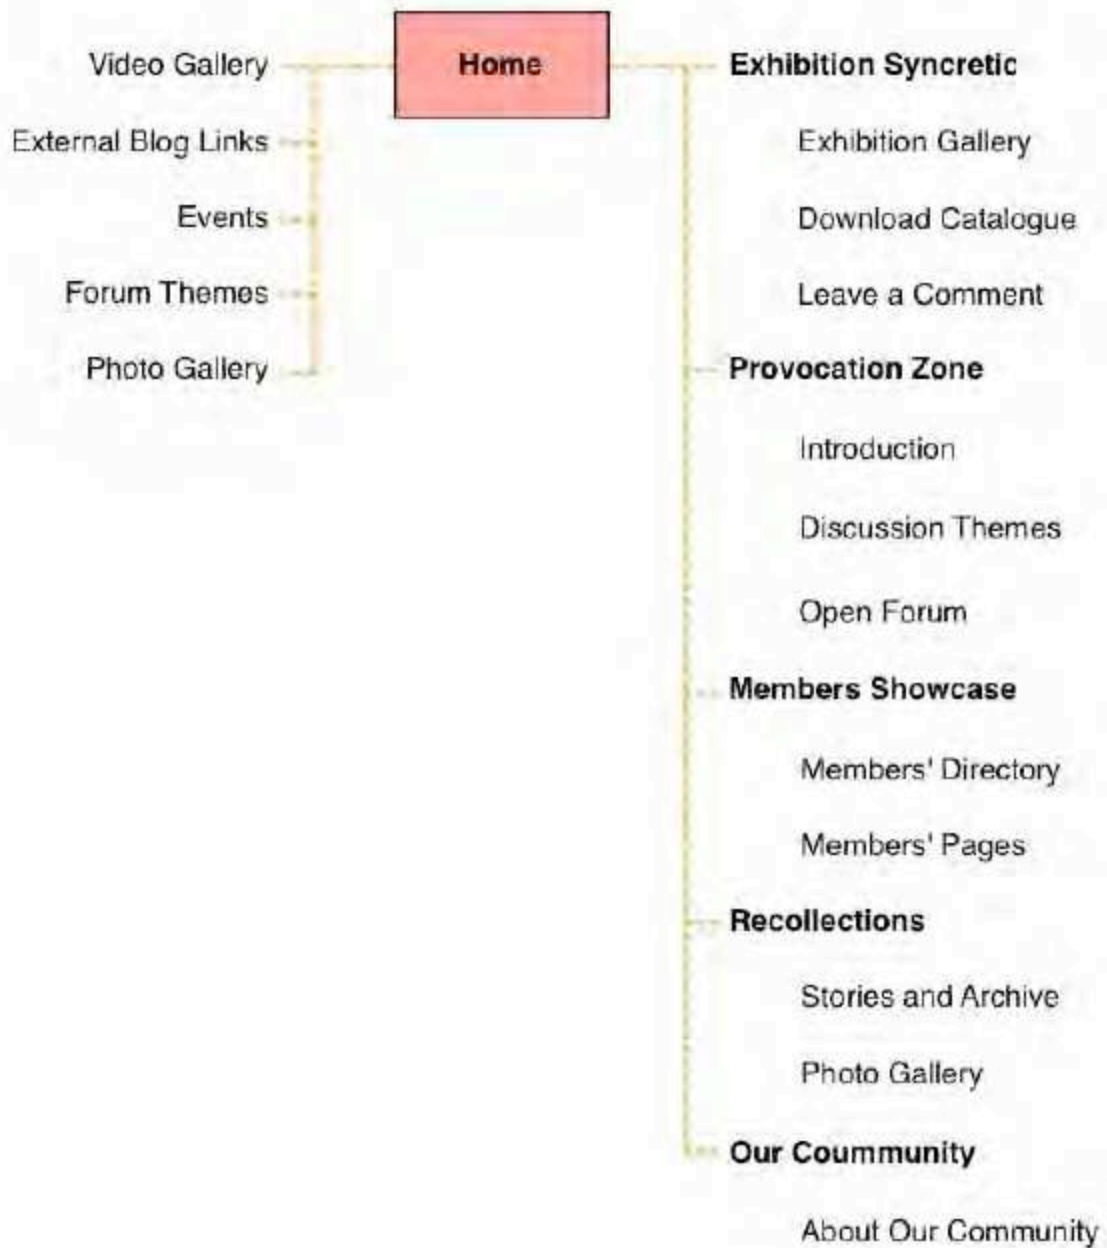 Home
Video Gallery
External Blog Links
Events
Forum Themes
Photo Gallery
Exhibition Syncretic
Exhibition Gallery
Download Catalogue
Leave a Comment
Provocation Zone
Introduction
Discussion Themes
Open Forum
Members Showcase
Members' Directory
Members' Pages
Recollections
Stories and Archive
Photo Gallery
Our Coummunity
About Our Community